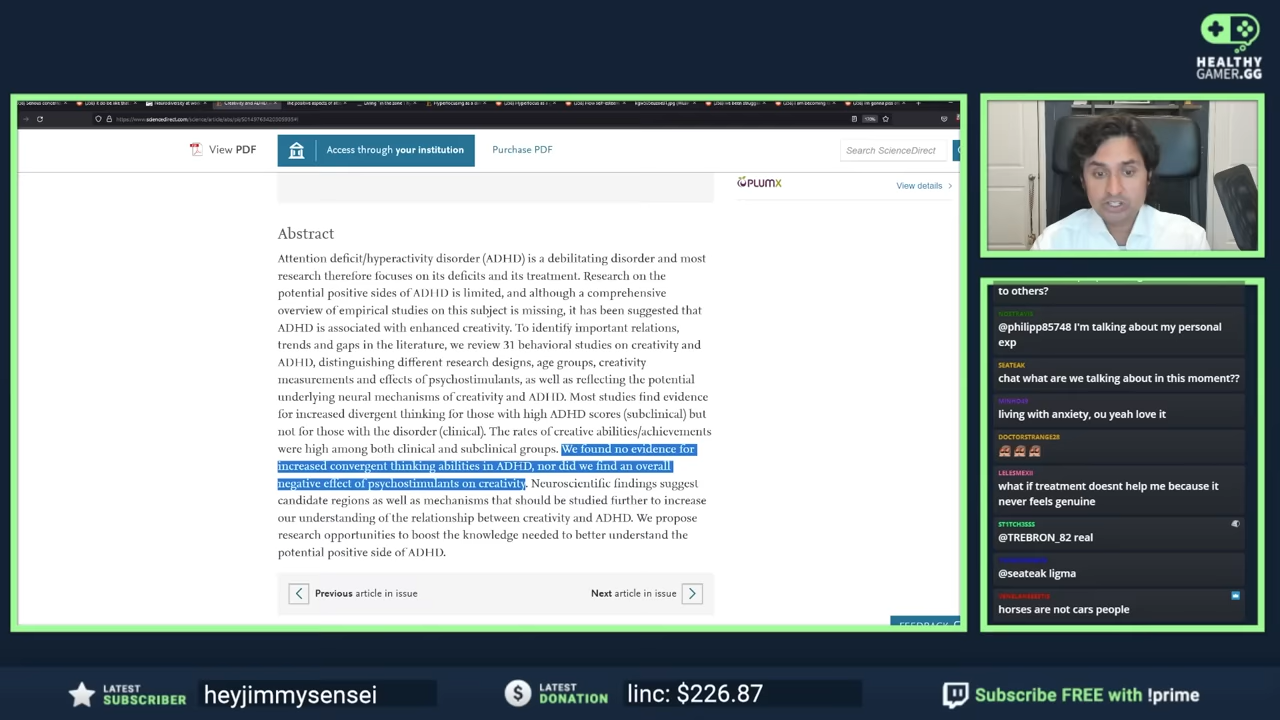 HEALTHY
GAMER.GG
View PDF
Access through your institution
Purchase PDF
Search ScienceDirect
PLUMX
View details
Abstract
Attention deficit/hyperactivity disorder (ADHD) is a debilitating disorder and most
research therefore focuses on its deficits and its treatment. Research on the
potential positive sides of ADHD is limited, and although a comprehensive
overview of empirical studies on this subject is missing, it has been suggested that
ADHD is associated with enhanced creativity. To identify important relations,
trends and gaps in the literature, we review 31 behavioral studies on creativity and
ADHD, distinguishing different research designs, age groups, creativity
measurements and effects of psychostimulants, as well as reflecting the potential
underlying neural mechanisms of creativity and ADHD. Most studies find evidence
for increased divergent thinking for those with high ADHD scores (subclinical) but
not for those with the disorder (clinical). The rates of creative abilities/achievements
were high among both clinical and subclinical groups. We found no evidence for
increased convergent thinking abilities in ADHD, nor did we find an overall
negative effect of psychostimulants on creativity. Neuroscientific findings suggest
candidate regions as well as mechanisms that should be studied further to increase
our understanding of the relationship between creativity and ADHD. We propose
research opportunities to boost the knowledge needed to better understand the
potential positive side of ADHD.
Previous article in issue
Next article in issue
FEEDBACK
to others?
@philipp85748 I'm talking about my personal
exp
SEATEAK
chat what are we talking about in this moment??
living with anxiety, ou yeah love it
DOCTORSTRANGE28
LELESMEXII
what if treatment doesnt help me because it
never feels genuine
ST1TCH3SSS
@TREBRON_82 real
@seateak ligma
horses are not cars people
LATEST
SUBSCRIBER
heyjimmysensei
LATEST
DONATION
linc: $226.87
Subscribe FREE with !prime